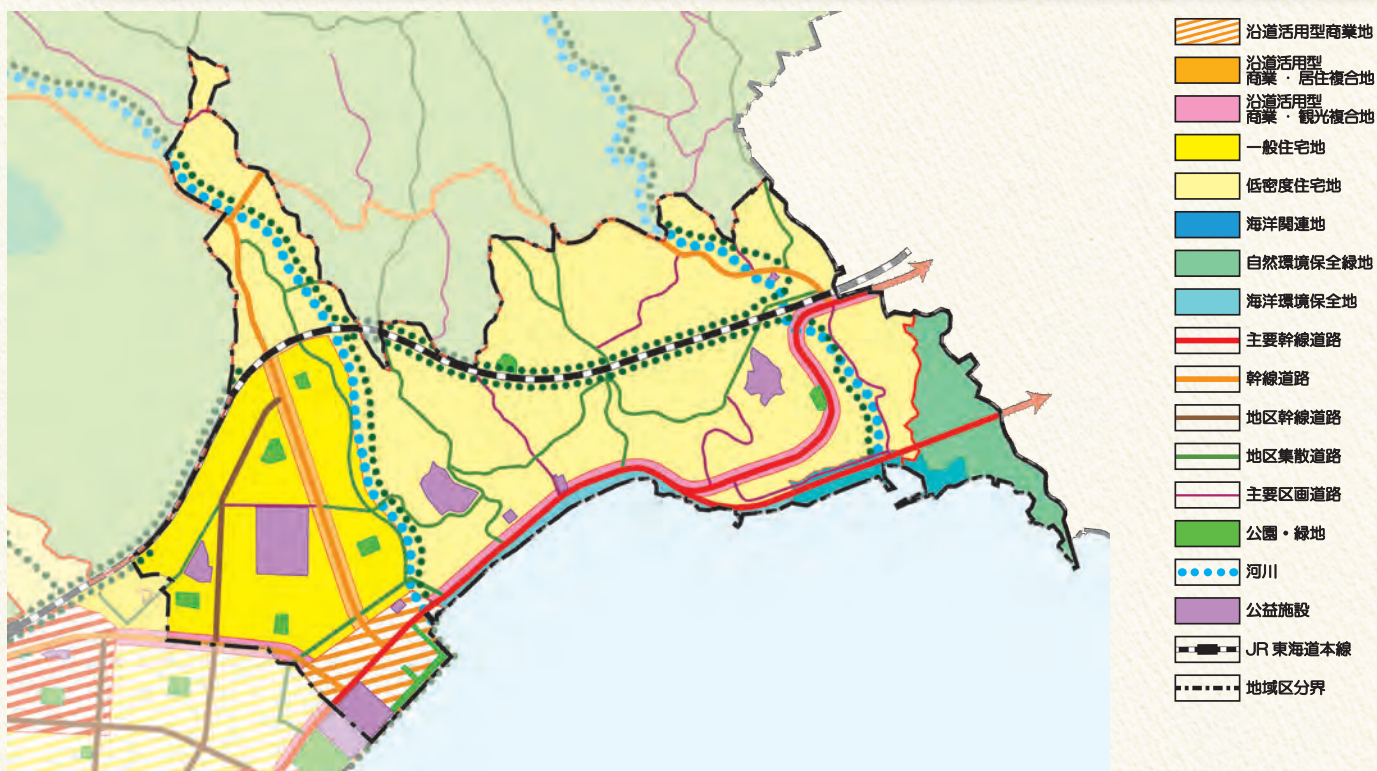 沿道活用型商業地
沿道活用型
商業・居住複合地
沿道活用型
商業・観光複合地
一般住宅地
低密度住宅地
海洋関連地
自然環境保全緑地
海洋環境保全地
主要幹線道路
幹線道路
地区幹線道路
地区集散道路
主要区画道路
公園・緑地
河川
公益施設
JR東海道本線
地域区分界